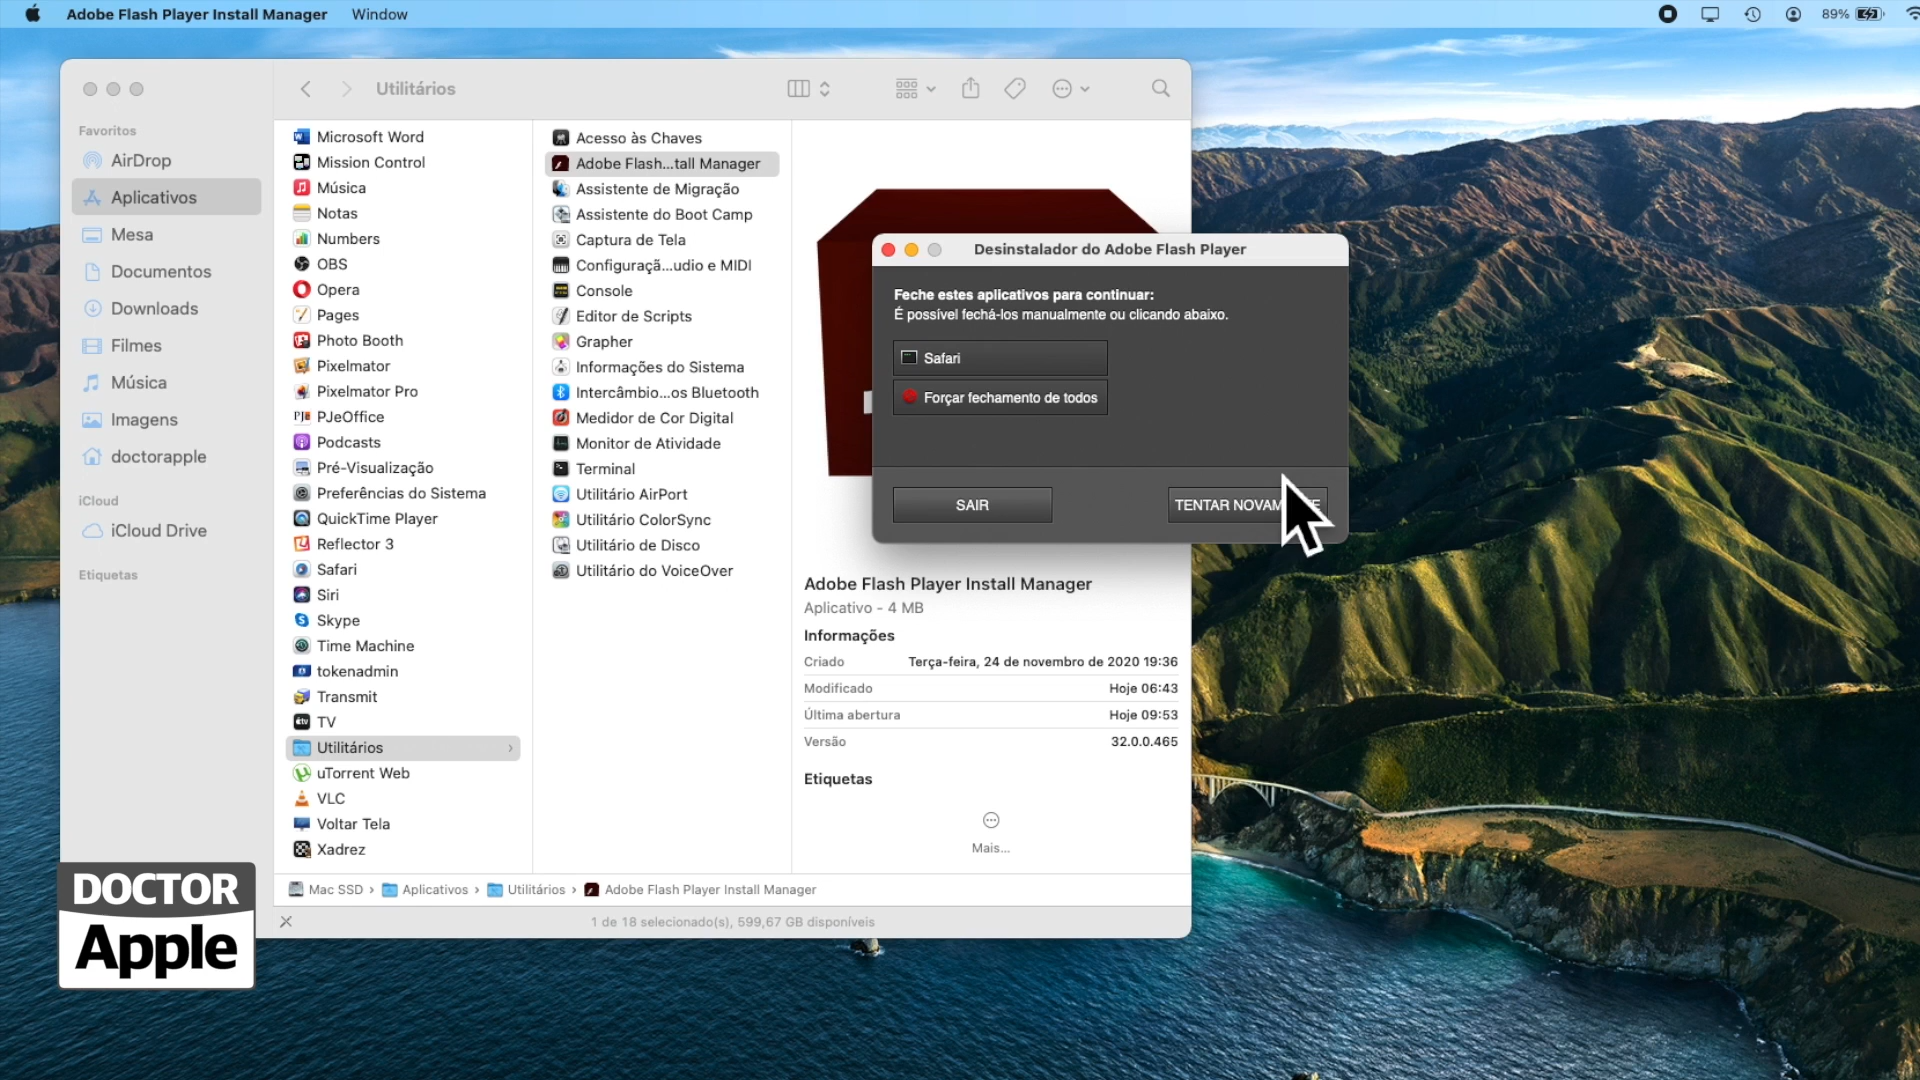 Adobe Flash Player Install Manager Window
89%
Utilitários
Favoritos
AirDrop
Aplicativos
Mesa
Documentos
Downloads
Filmes
Música
Imagens
doctorapple
iCloud
iCloud Drive
Etiquetas
Microsoft Word
Mission Control
Música
Notas
Numbers
OBS
Opera
Pages
Photo Booth
Pixelmator
Pixelmator Pro
PJe PJeOffice
Podcasts
Pré-Visualização
Preferências do Sistema
QuickTime Player
Reflector 3
Safari
Siri
Skype
Time Machine
tokenadmin
Transmit
TV
Utilitários
uTorrent Web
VLC
Voltar Tela
Xadrez
Acesso às Chaves
Adobe Flash...tall Manager
Assistente de Migração
Assistente do Boot Camp
Captura de Tela
Configuraçã...udio e MIDI
Console
Editor de Scripts
Grapher
Informações do Sistema
Intercâmbio...os Bluetooth
Medidor de Cor Digital
Monitor de Atividade
Terminal
Utilitário AirPort
Utilitário ColorSync
Utilitário de Disco
Utilitário do VoiceOver
Desinstalador do Adobe Flash Player
Feche estes aplicativos para continuar:
É possível fechá-los manualmente ou clicando abaixo.
Safari
Forçar fechamento de todos
SAIR
TENTAR
Adobe Flash Player Install Manager
Aplicativo - 4 MB
Informações
Criado Terça-feira, 24 de novembro de 2020 19:36
Modificado Hoje 06:43
Última abertura Hoje 09:53
Versão 32.0.0.465
Etiquetas
Mais...
Mac SSD › Aplicativos › Utilitários › Adobe Flash Player Install Manager
1 de 18 selecionado(s), 599,67 GB disponíveis
DOCTOR
Apple